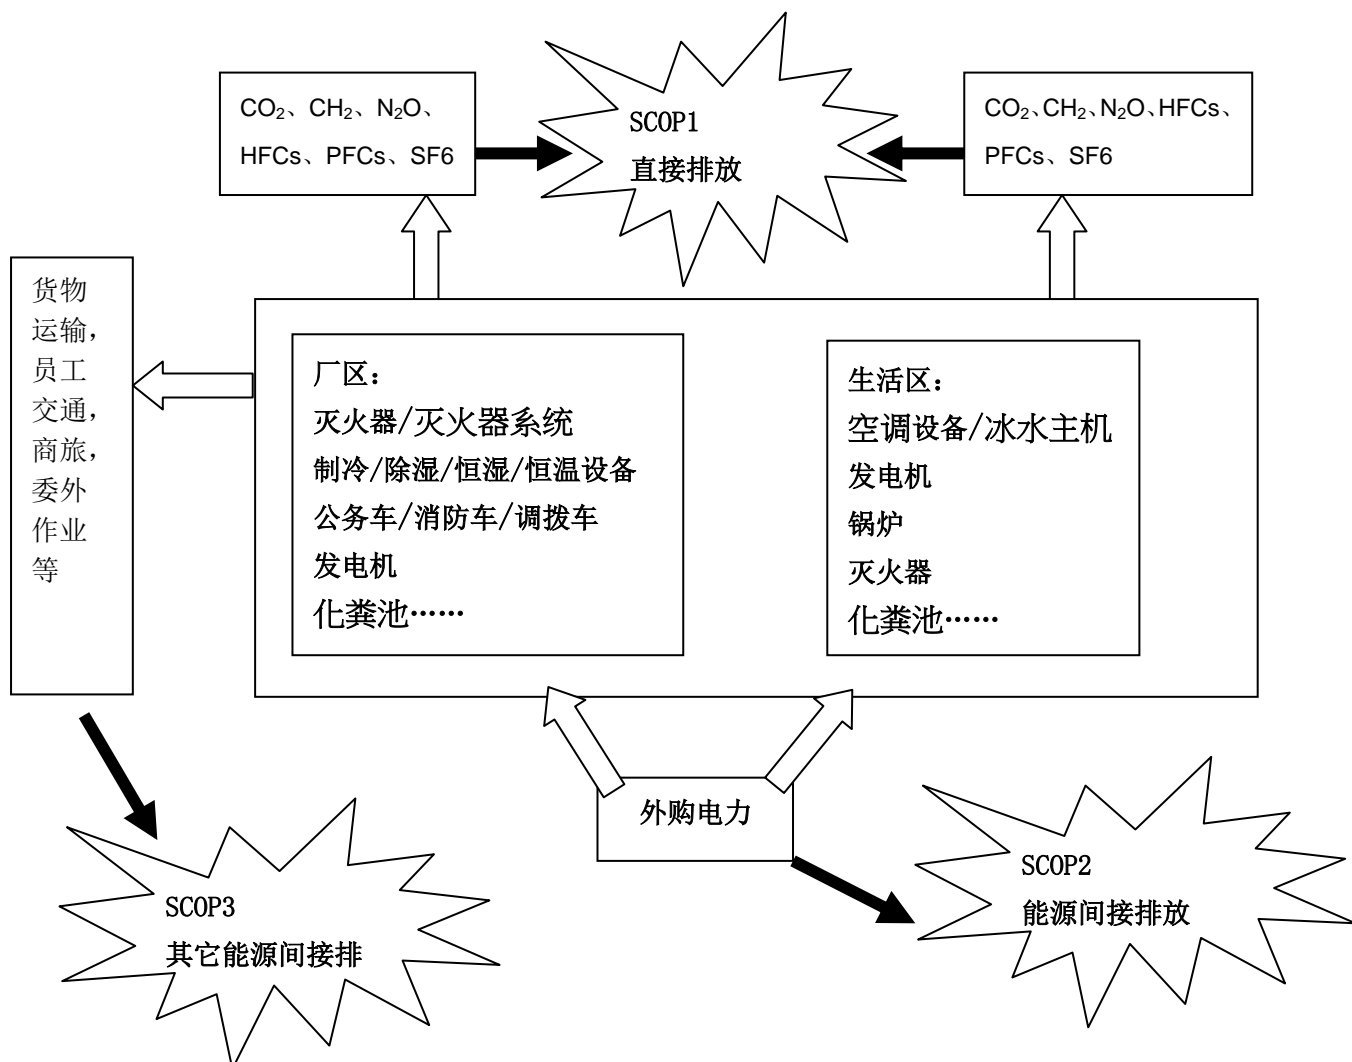 CO₂、CH₂、N₂O、
HFCs、PFCs、SF6
SCOP1
直接排放
CO₂、CH₂、N₂O、HFCs、
PFCs、SF6
货物
运输，
员工
交通，
商旅，
委外
作业
等
厂区：
灭火器/灭火器系统
制冷/除湿/恒湿/恒温设备
公务车/消防车/调拨车
发电机
化粪池……
生活区：
空调设备/冰水主机
发电机
锅炉
灭火器
化粪池……
外购电力
SCOP2
能源间接排放
SCOP3
其它能源间接排